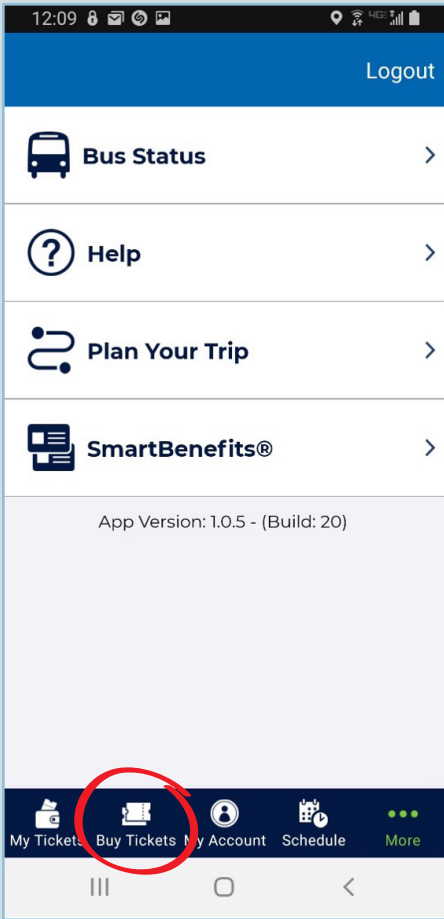 12:09
4GE
Logout
Bus Status
Help
Plan Your Trip
SmartBenefits®
App Version: 1.0.5 - (Build: 20)
My Tickets Buy Tickets My Account Schedule More